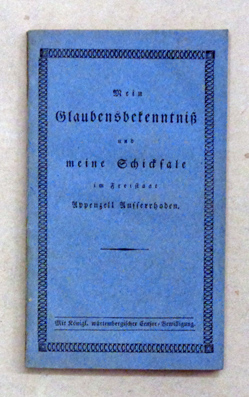 Mein
Glaubensbekenntniß
und
meine Schicksale
im Freistaat
Appenzell Ausserrhoden.
Mit Königl. würtembergischer Censur-Bewilligung.